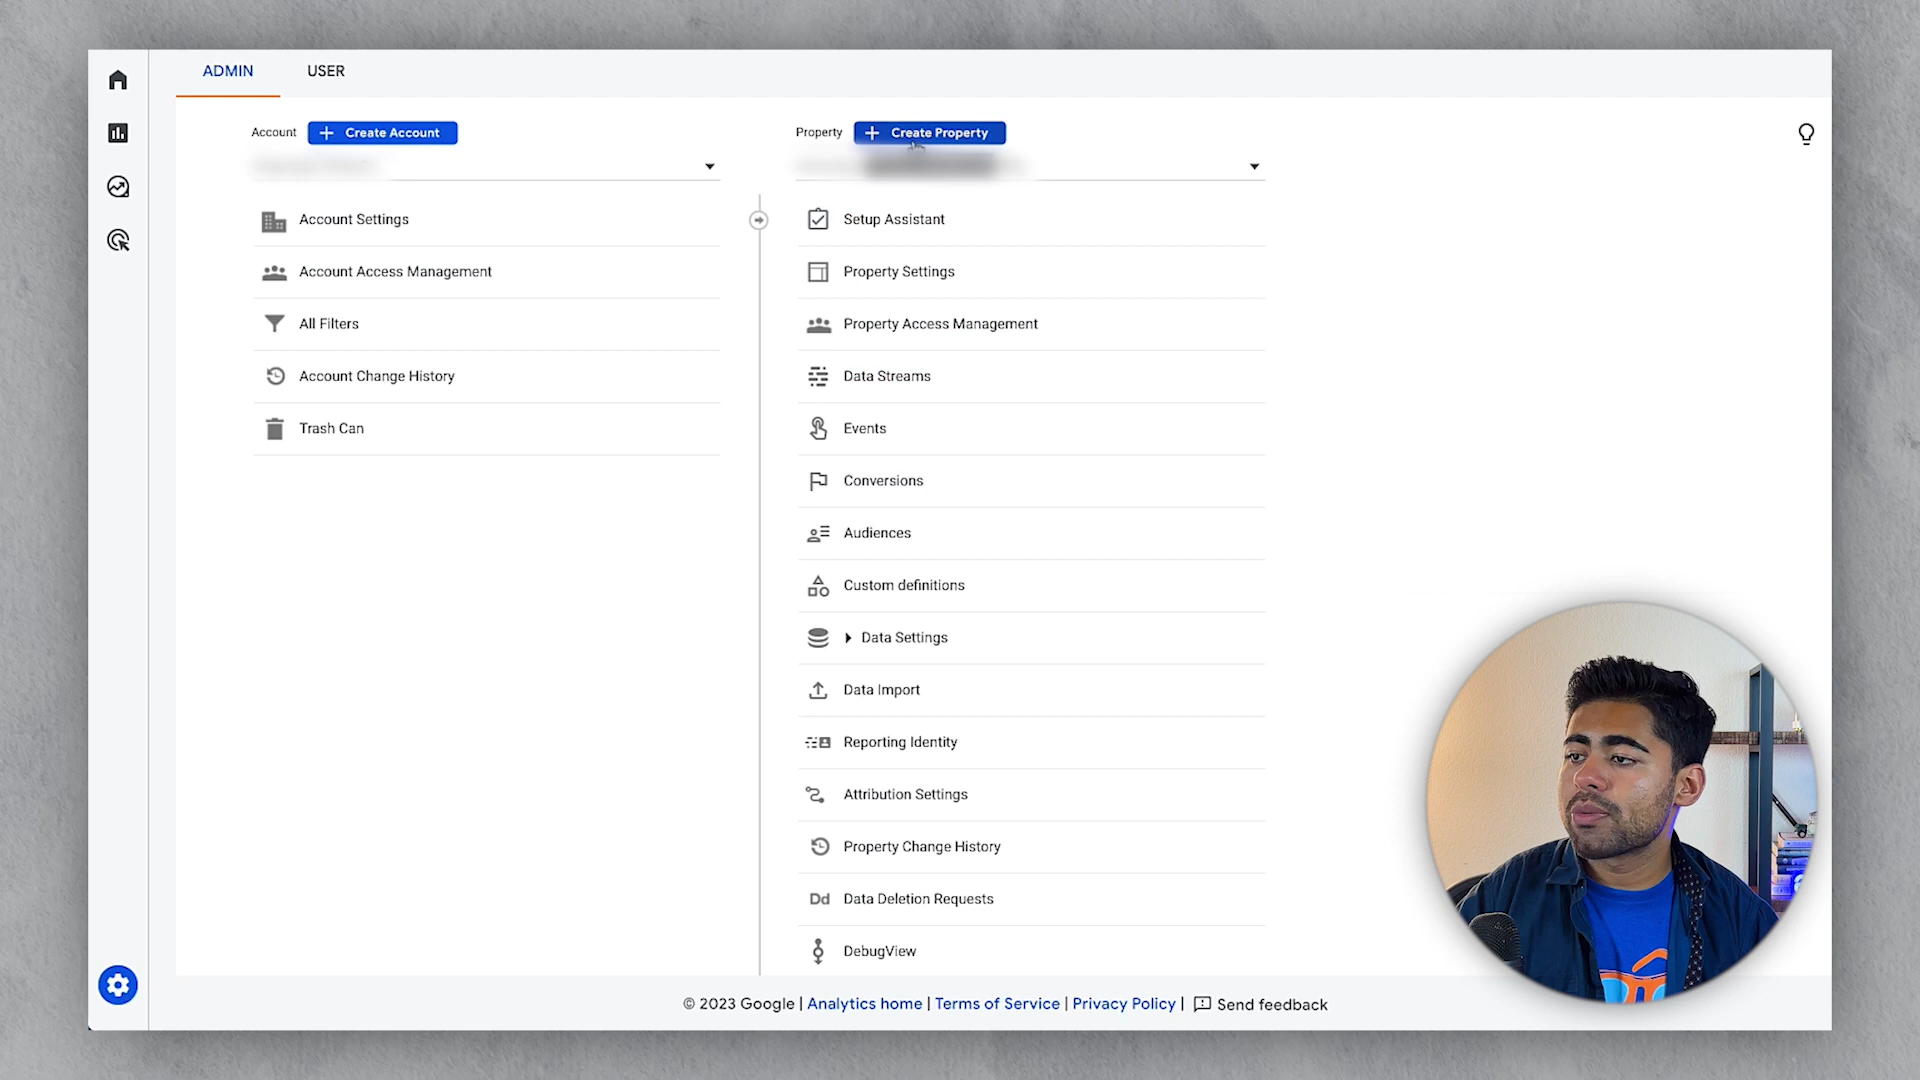 ADMIN
USER
Account
Create Account
Account Settings
Account Access Management
All Filters
Account Change History
Trash Can
Property
Create Property
Setup Assistant
Property Settings
Property Access Management
Data Streams
Events
Conversions
Audiences
Custom definitions
Data Settings
Data Import
Reporting Identity
Attribution Settings
Property Change History
Dd Data Deletion Requests
DebugView
© 2023 Google | Analytics home | Terms of Service | Privacy Policy | Send feedback